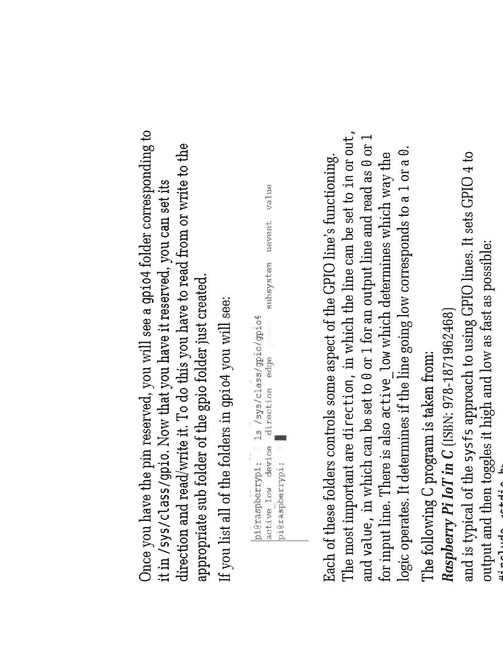 Once you have the pin reserved, you will see a gpio4 folder corresponding to
it in /sys/class/gpio. Now that you have it reserved, you can set its
direction and read/write it. To do this you have to read from or write to the
appropriate sub folder of the gpio folder just created.
If you list all of the folders in gpio4 you will see:
pi@raspberrypi: ls /sys/class/gpio/gpio4
active_low device direction edge subsystem uevent value
pi@raspberrypi:
Each of these folders controls some aspect of the GPIO line's functioning.
The most important are direction, in which the line can be set to in or out,
and value, in which can be set to 0 or 1 for an output line and read as 0 or 1
for input line. There is also active_low which determines which way the
logic operates. It determines if the line going low corresponds to a 1 or a 0.
The following C program is taken from:
Raspberry Pi IoT in C (ISBN: 978-1871962468)
and is typical of the sysfs approach to using GPIO lines. It sets GPIO 4 to
output and then toggles it high and low as fast as possible: